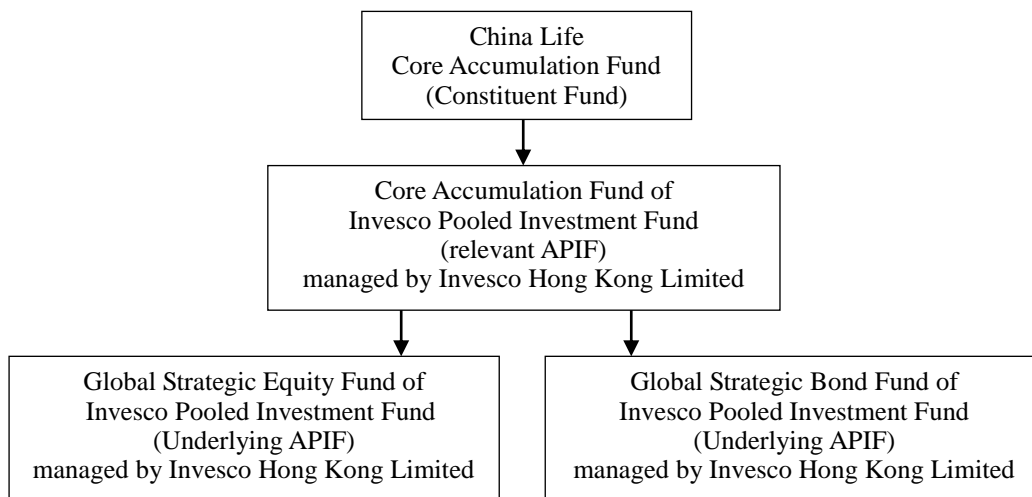 China Life
Core Accumulation Fund
(Constituent Fund)
Core Accumulation Fund of
Invesco Pooled Investment Fund
(relevant APIF)
managed by Invesco Hong Kong Limited
Global Strategic Equity Fund of
Invesco Pooled Investment Fund
(Underlying APIF)
managed by Invesco Hong Kong Limited
Global Strategic Bond Fund of
Invesco Pooled Investment Fund
(Underlying APIF)
managed by Invesco Hong Kong Limited